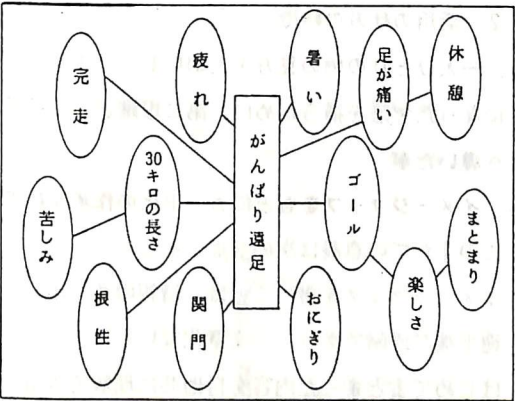 完走
疲れ
暑い
足が痛い
休憩
がんばり遠足
30キロの長さ
ゴール
苦しみ
まとまり
楽しさ
根性
関門
おにぎり